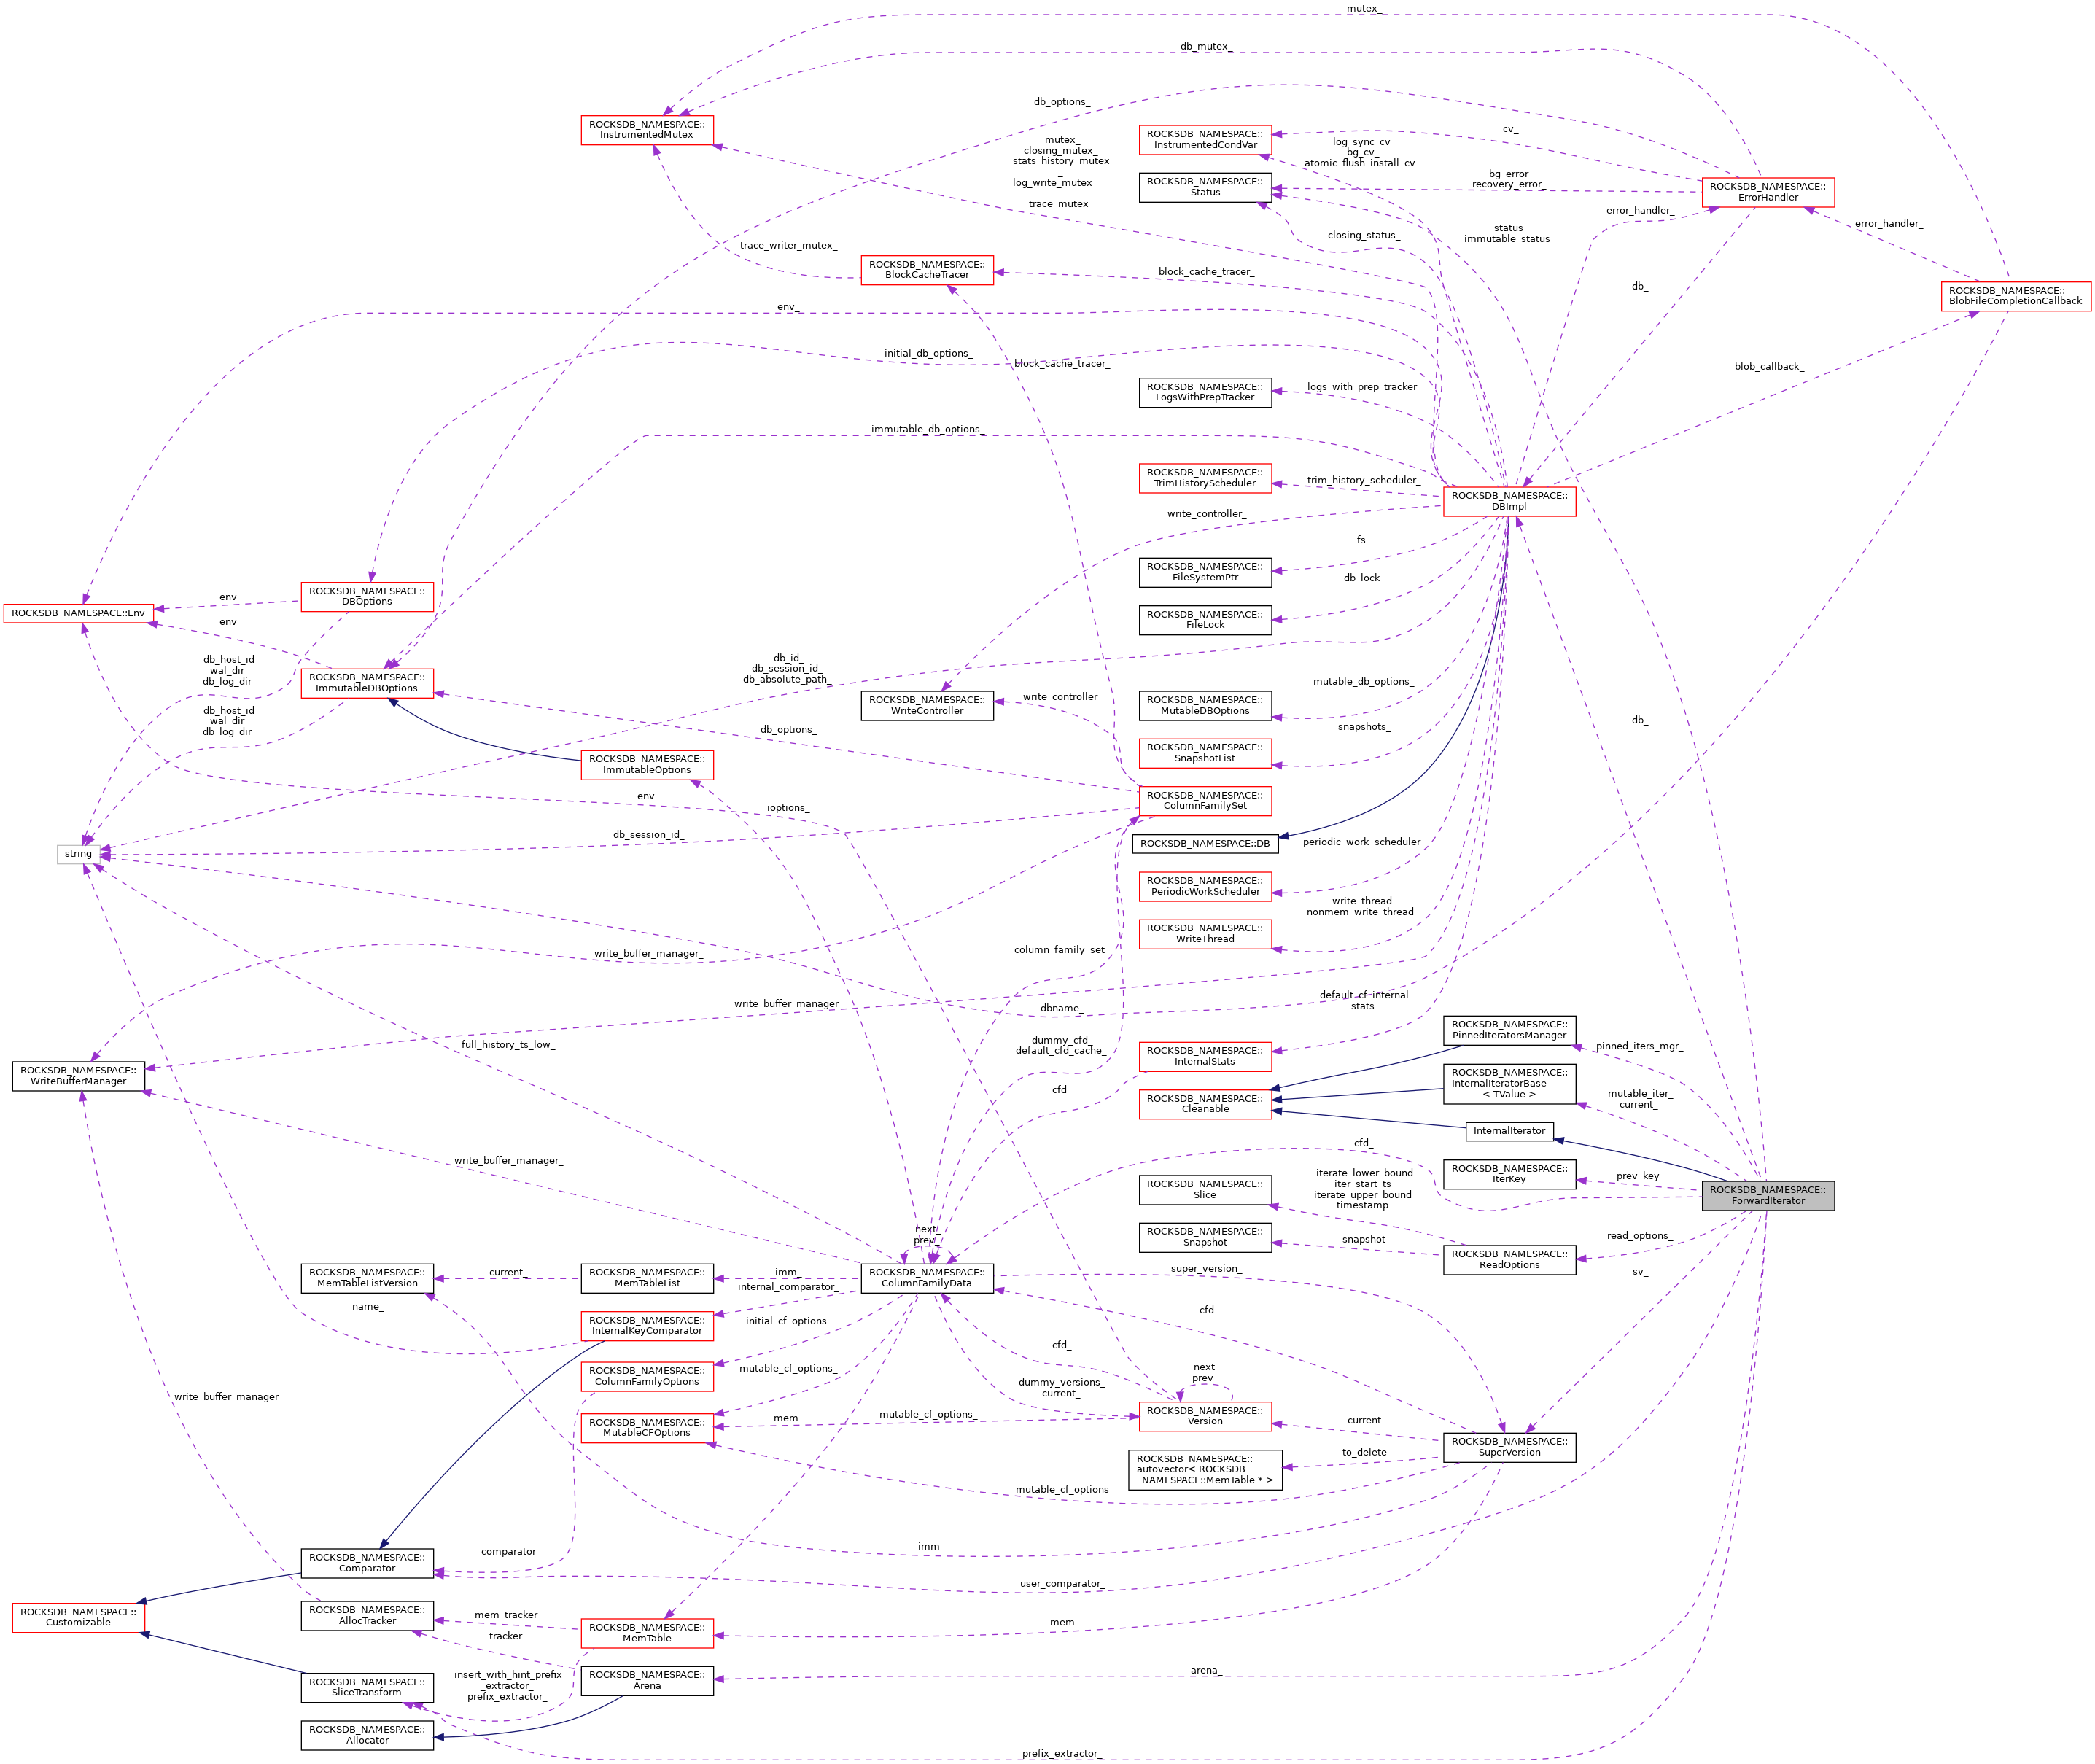 mutex_
db_mutex_
db_options_
ROCKSDB_NAMESPACE::
InstrumentedMutex
ROCKSDB_NAMESPACE::
InstrumentedCondVar
cv_
log_sync_cv_
bg_cv_
atomic_flush_install_cv_
mutex_
closing_mutex_
stats_history_mutex
_
log_write_mutex
_
trace_mutex_
ROCKSDB_NAMESPACE::
Status
bg_error_
recovery_error_
ROCKSDB_NAMESPACE::
ErrorHandler
error_handler_
error_handler_
status_
immutable_status_
closing_status_
trace_writer_mutex_
ROCKSDB_NAMESPACE::
BlockCacheTracer
block_cache_tracer_
db_
ROCKSDB_NAMESPACE::
BlobFileCompletionCallback
env_
initial_db_options_
block_cache_tracer_
blob_callback_
ROCKSDB_NAMESPACE::
LogsWithPrepTracker
logs_with_prep_tracker_
immutable_db_options_
ROCKSDB_NAMESPACE::
TrimHistoryScheduler
trim_history_scheduler_
ROCKSDB_NAMESPACE::
DBImpl
write_controller_
fs_
ROCKSDB_NAMESPACE::
FileSystemPtr
db_lock_
ROCKSDB_NAMESPACE::
FileLock
ROCKSDB_NAMESPACE::Env
env
env
ROCKSDB_NAMESPACE::
DBOptions
db_host_id
wal_dir
db_log_dir
ROCKSDB_NAMESPACE::
ImmutableDBOptions
db_host_id
wal_dir
db_log_dir
db_id_
db_session_id_
db_absolute_path_
ROCKSDB_NAMESPACE::
WriteController
write_controller_
ROCKSDB_NAMESPACE::
MutableDBOptions
mutable_db_options_
db_
db_options_
snapshots_
ROCKSDB_NAMESPACE::
SnapshotList
ROCKSDB_NAMESPACE::
ImmutableOptions
env_
ioptions_
ROCKSDB_NAMESPACE::
ColumnFamilySet
db_session_id_
string
ROCKSDB_NAMESPACE::DB
periodic_work_scheduler_
ROCKSDB_NAMESPACE::
PeriodicWorkScheduler
write_thread_
nonmem_write_thread_
ROCKSDB_NAMESPACE::
WriteThread
write_buffer_manager_
column_family_set_
write_buffer_manager_
dbname_
default_cf_internal
_stats_
full_history_ts_low_
dummy_cfd_
default_cfd_cache_
ROCKSDB_NAMESPACE::
PinnedIteratorsManager
pinned_iters_mgr_
ROCKSDB_NAMESPACE::
InternalStats
ROCKSDB_NAMESPACE::
WriteBufferManager
cfd_
ROCKSDB_NAMESPACE::
InternalIteratorBase
< TValue >
mutable_iter_
current_
ROCKSDB_NAMESPACE::
Cleanable
InternalIterator
cfd_
write_buffer_manager_
ROCKSDB_NAMESPACE::
IterKey
prev_key_
ROCKSDB_NAMESPACE::
ForwardIterator
iterate_lower_bound
iter_start_ts
iterate_upper_bound
timestamp
ROCKSDB_NAMESPACE::
Slice
next_
prev_
ROCKSDB_NAMESPACE::
Snapshot
snapshot
ROCKSDB_NAMESPACE::
ReadOptions
read_options_
sv_
ROCKSDB_NAMESPACE::
MemTableListVersion
current_
ROCKSDB_NAMESPACE::
MemTableList
imm_
ROCKSDB_NAMESPACE::
ColumnFamilyData
super_version_
internal_comparator_
name_
ROCKSDB_NAMESPACE::
InternalKeyComparator
initial_cf_options_
cfd
cfd_
ROCKSDB_NAMESPACE::
ColumnFamilyOptions
mutable_cf_options_
dummy_versions_
current_
next_
prev_
write_buffer_manager_
ROCKSDB_NAMESPACE::
MutableCFOptions
mem_
mutable_cf_options_
ROCKSDB_NAMESPACE::
Version
current
ROCKSDB_NAMESPACE::
SuperVersion
ROCKSDB_NAMESPACE::
autovector< ROCKSDB
_NAMESPACE::MemTable * >
to_delete
mutable_cf_options
imm
comparator
ROCKSDB_NAMESPACE::
Comparator
user_comparator_
ROCKSDB_NAMESPACE::
Customizable
ROCKSDB_NAMESPACE::
AllocTracker
mem_tracker_
tracker_
ROCKSDB_NAMESPACE::
MemTable
mem
ROCKSDB_NAMESPACE::
SliceTransform
insert_with_hint_prefix
_extractor_
prefix_extractor_
ROCKSDB_NAMESPACE::
Arena
arena_
ROCKSDB_NAMESPACE::
Allocator
prefix_extractor_